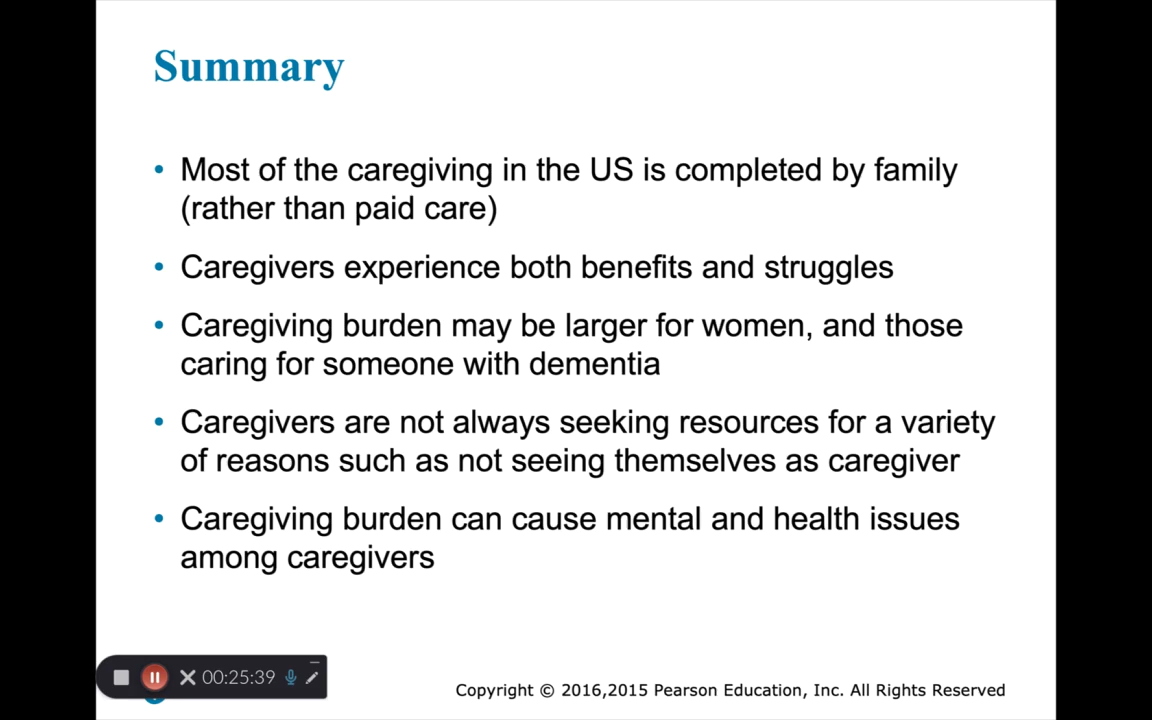 Summary
• Most of the caregiving in the US is completed by family
(rather than paid care)
• Caregivers experience both benefits and struggles
• Caregiving burden may be larger for women, and those
caring for someone with dementia
• Caregivers are not always seeking resources for a variety
of reasons such as not seeing themselves as caregiver
• Caregiving burden can cause mental and health issues
among caregivers
00:25:39
Copyright © 2016,2015 Pearson Education, Inc. All Rights Reserved